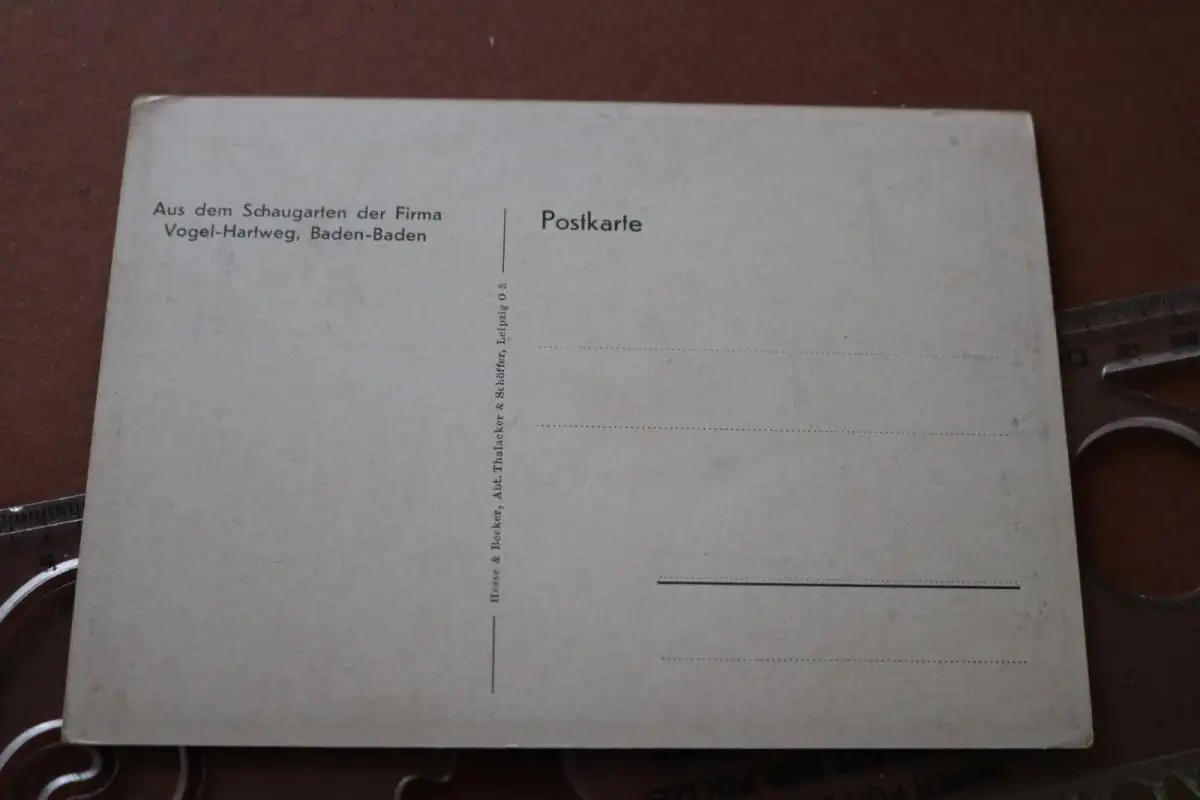 Aus dem Schaugarten der Firma
Vogel-Hartweg, Baden-Baden
Postkarte
Hesse & Becker, Abt. Thalacker & Schöffer, Leipzig O 5.